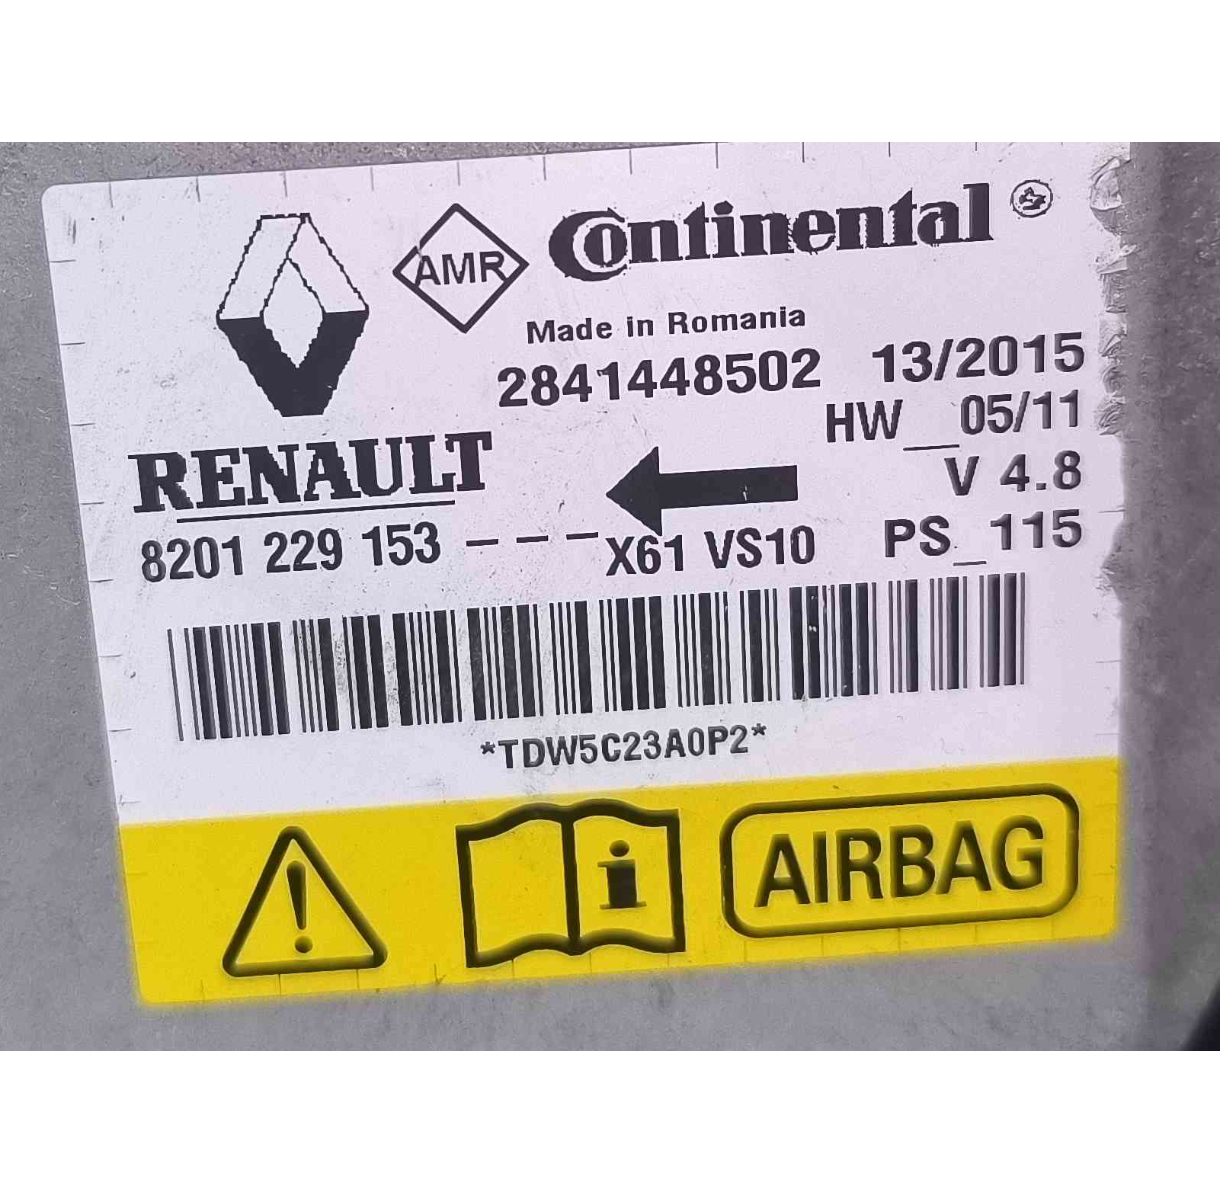 AMR
Continental
Made in Romania
2841448502 13/2015
HW__05/11
RENAULT
V 4.8
8201 229 153 --- X61 VS10 PS_115
*TDW5C23A0P2*
i AIRBAG